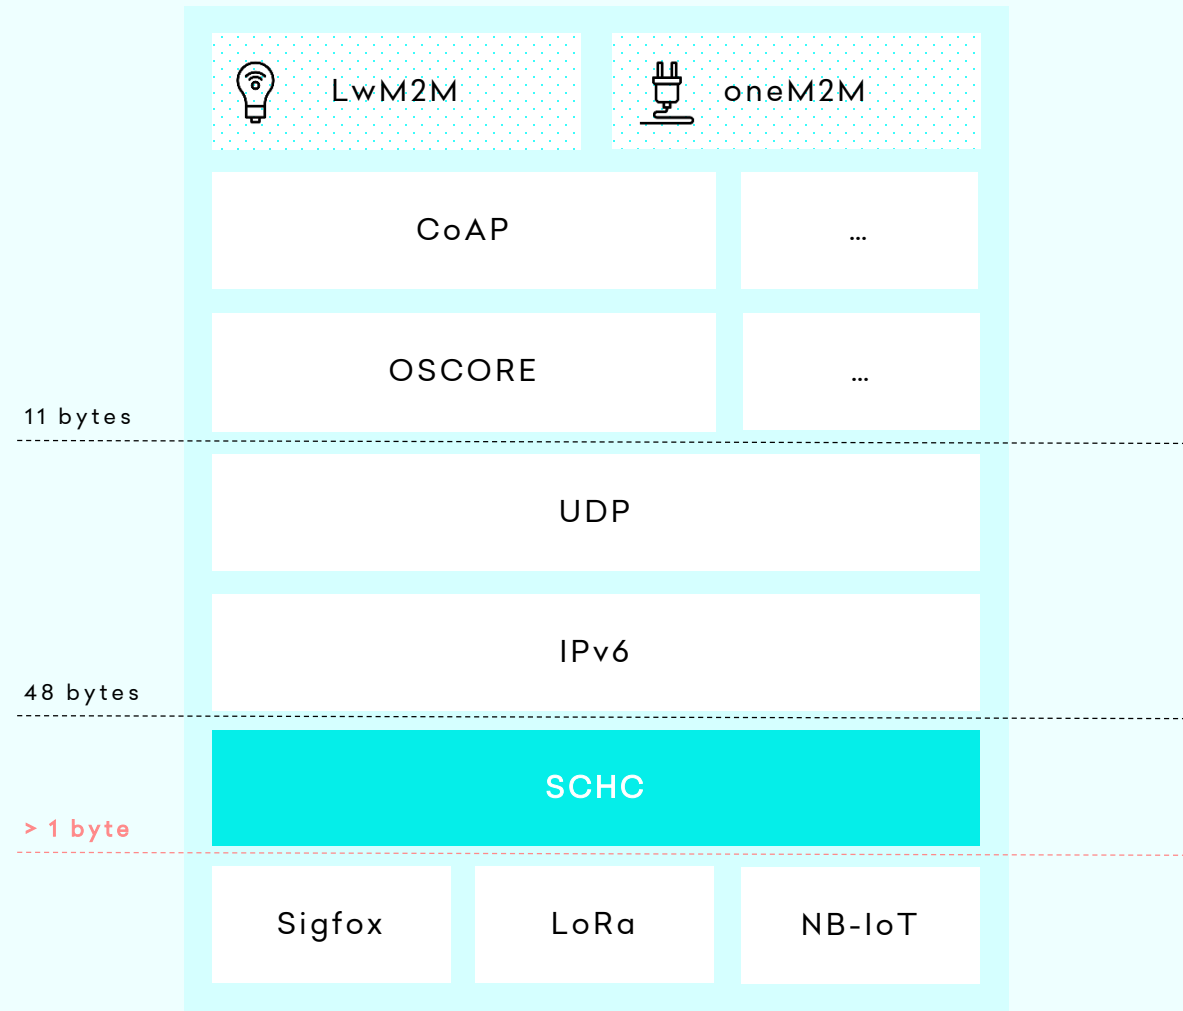 LwM2M
oneM2M
CoAP
...
OSCORE
...
11 bytes
UDP
IPv6
48 bytes
SCHC
> 1 byte
Sigfox
LoRa
NB-IoT